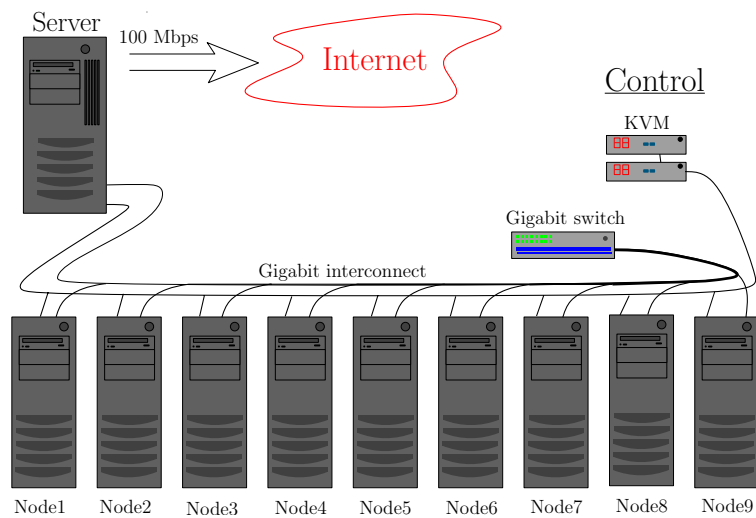 Server
100 Mbps
Internet
Control
KVM
Gigabit switch
Gigabit interconnect
Node1
Node2
Node3
Node4
Node5
Node6
Node7
Node8
Node9